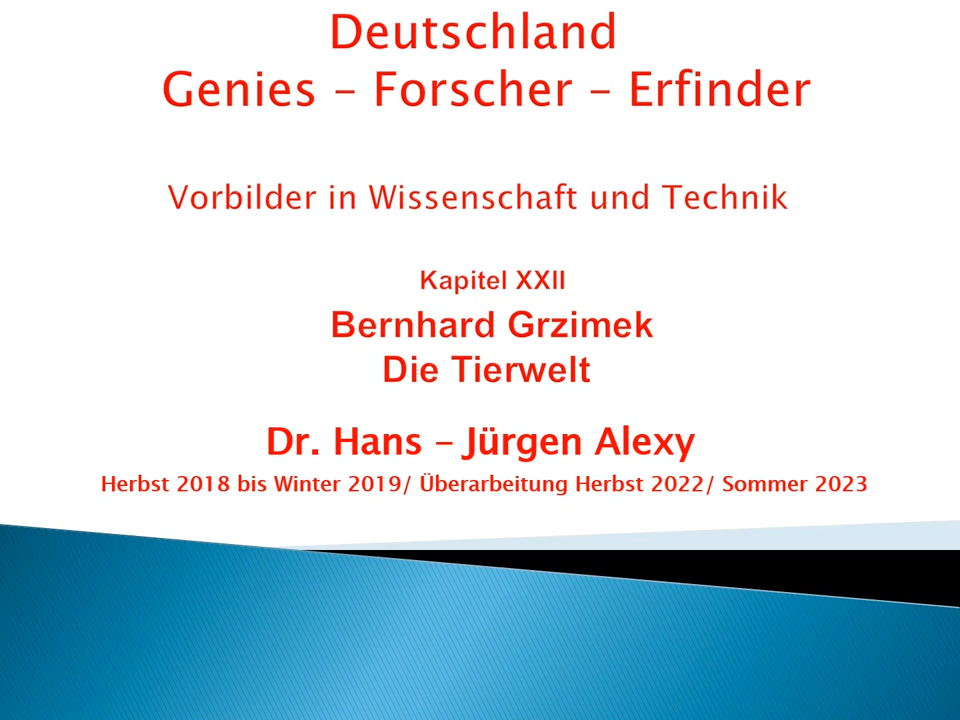 Deutschland
Genies – Forscher – Erfinder
Vorbilder in Wissenschaft und Technik
Kapitel XXII
Bernhard Grzimek
Die Tierwelt
Dr. Hans – Jürgen Alexy
Herbst 2018 bis Winter 2019/ Überarbeitung Herbst 2022/ Sommer 2023